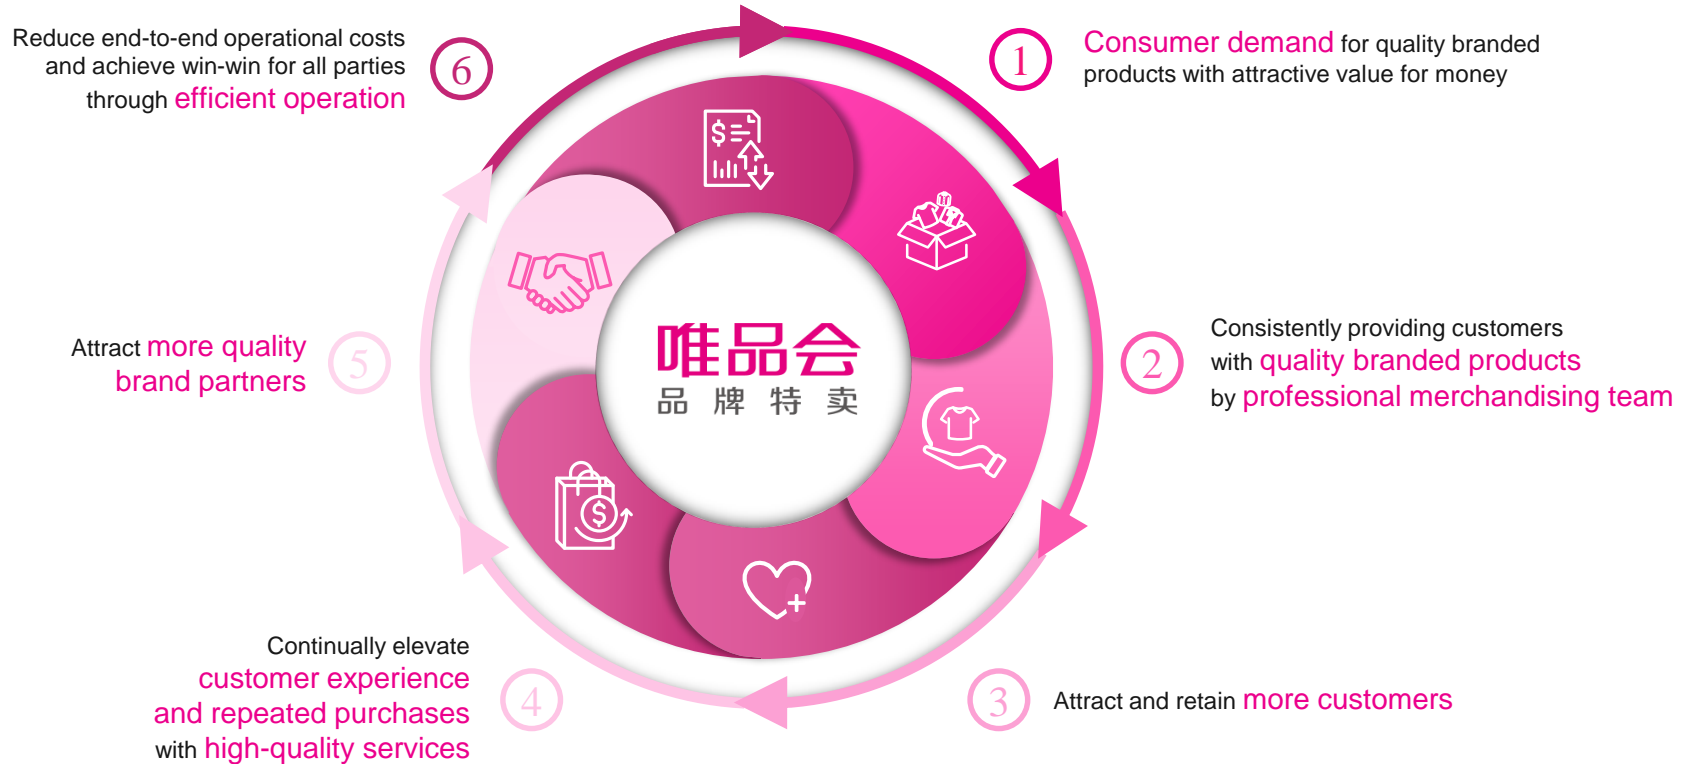 1
Consumer demand for quality branded
products with attractive value for money
2
Consistently providing customers
with quality branded products
by professional merchandising team
3
Attract and retain more customers
4
Continually elevate
customer experience
and repeated purchases
with high-quality services
5
Attract more quality
brand partners
6
Reduce end-to-end operational costs
and achieve win-win for all parties
through efficient operation
唯品会
品牌特卖
$
$